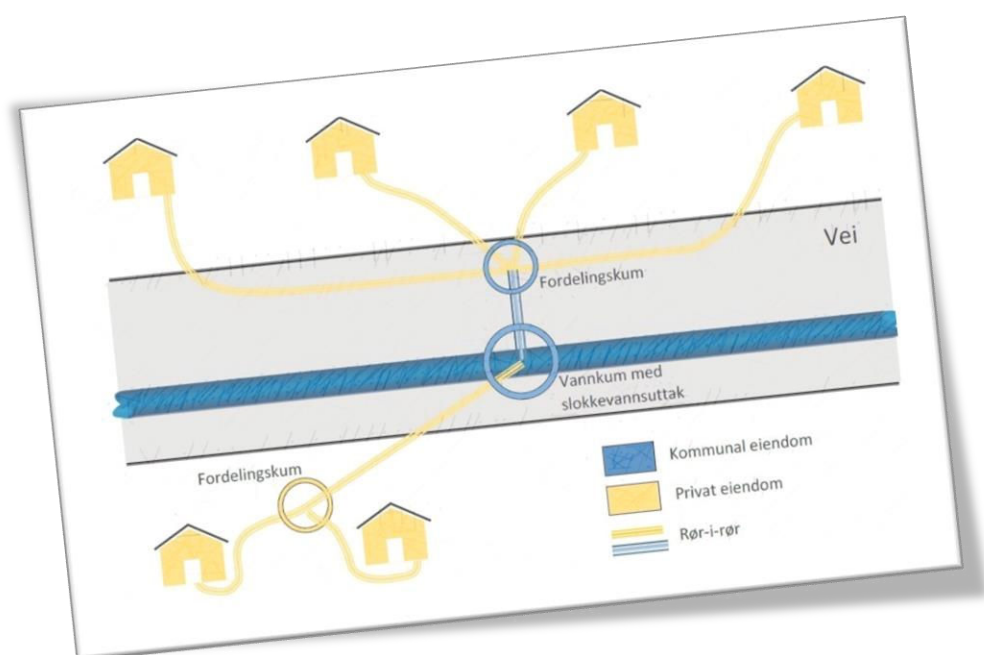 Vei
Fordelingskum
Vannkum med
slokkevannsuttak
Fordelingskum
Kommunal eiendom
Privat eiendom
Rør-i-rør